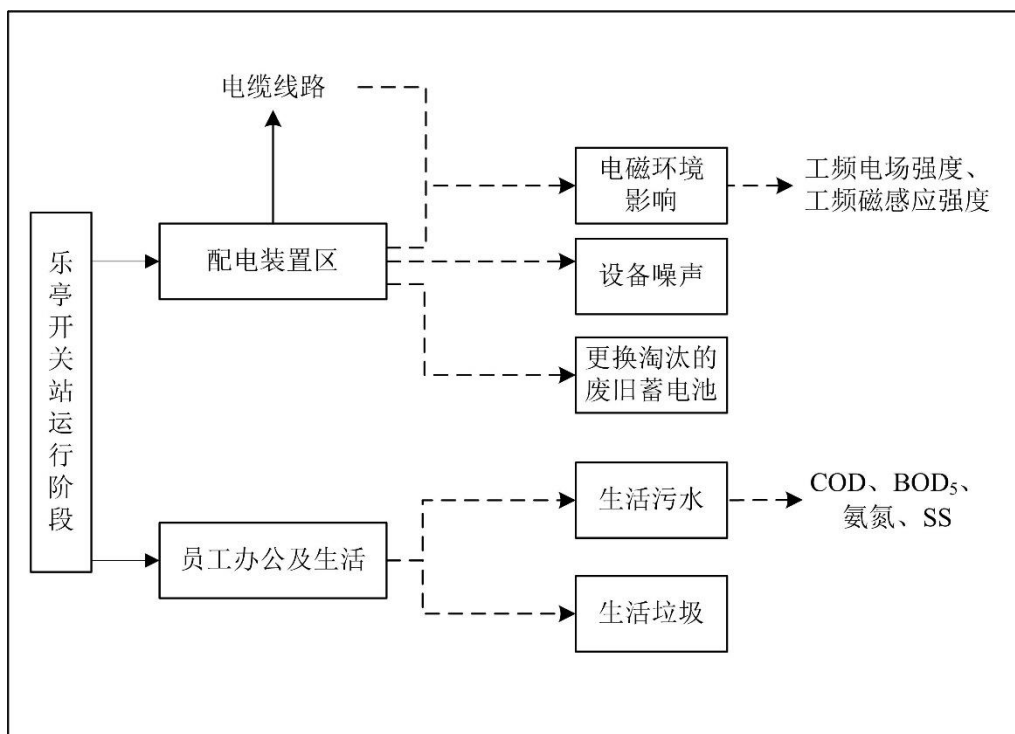 电缆线路
电磁环境
影响
工频电场强度、
工频磁感应强度
乐亭开关站运行阶段
配电装置区
设备噪声
更换淘汰的
废旧蓄电池
生活污水
COD、BOD₅、
氨氮、SS
员工办公及生活
生活垃圾